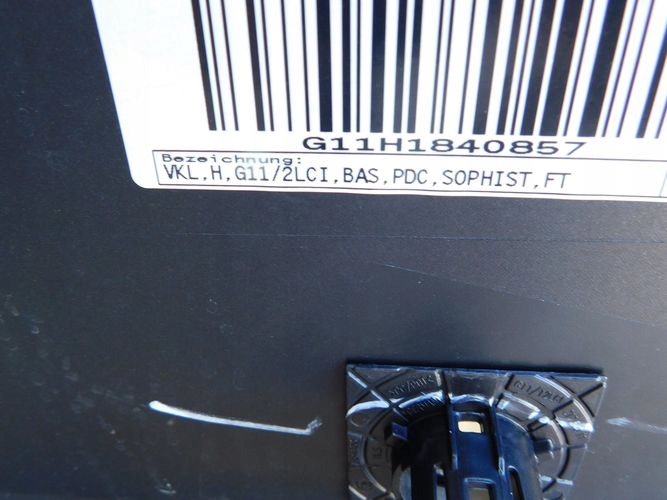 G11H1840857
Bezeichnung:
VKL,H,G11/2LCI,BAS,PDC,SOPHIST,FT